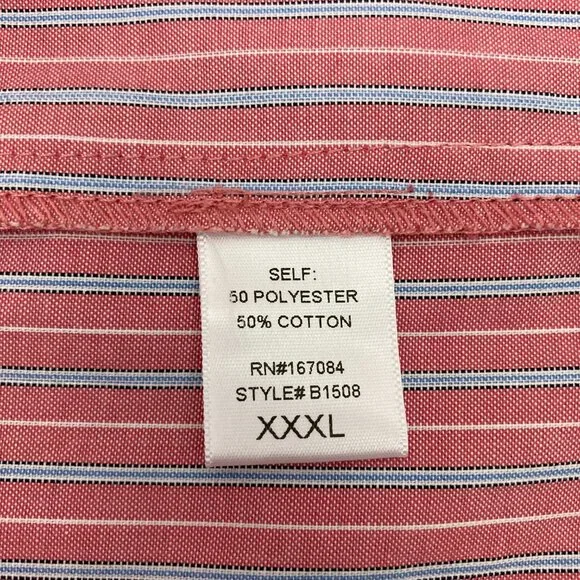 SELF:
50 POLYESTER
50% COTTON
RN#167084
STYLE# B1508
XXXL